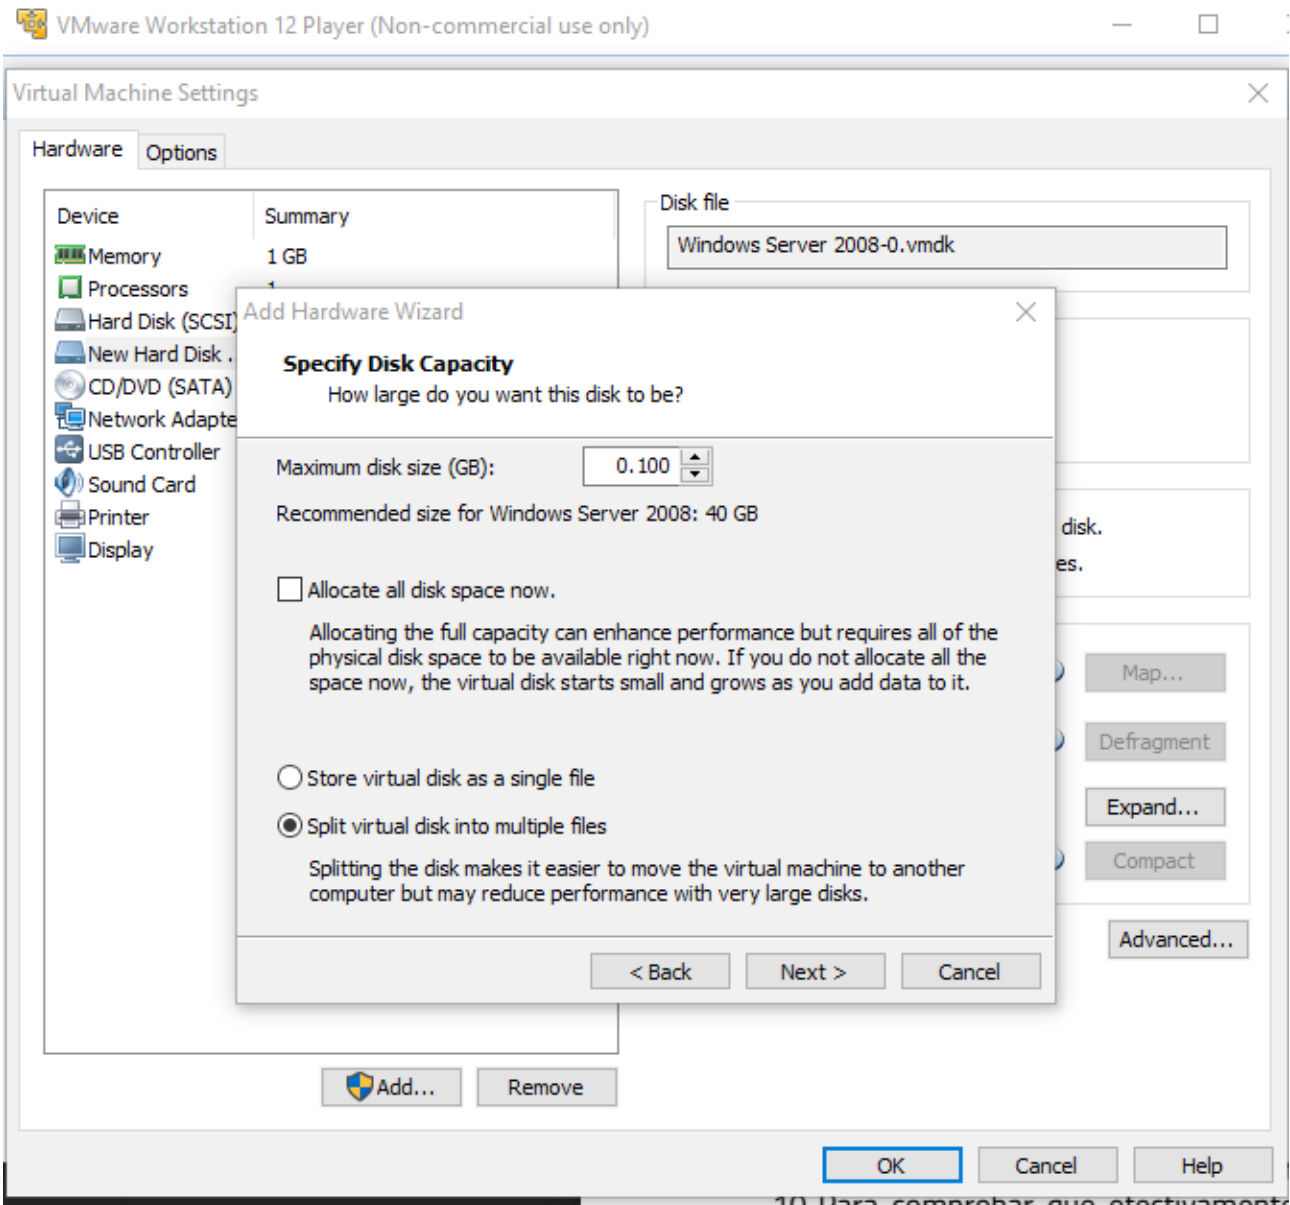 VMware Workstation 12 Player (Non-commercial use only)
Virtual Machine Settings
Hardware
Options
Device
Summary
Memory
1 GB
Processors
1
Hard Disk (SCSI)
New Hard Disk .
CD/DVD (SATA)
Network Adapte
USB Controller
Sound Card
Printer
Display
Add...
Remove
Disk file
Windows Server 2008-0.vmdk
disk.
es.
Map...
Defragment
Expand...
Compact
Advanced...
Add Hardware Wizard
Specify Disk Capacity
How large do you want this disk to be?
Maximum disk size (GB):
0.100
Recommended size for Windows Server 2008: 40 GB
Allocate all disk space now.
Allocating the full capacity can enhance performance but requires all of the
physical disk space to be available right now. If you do not allocate all the
space now, the virtual disk starts small and grows as you add data to it.
Store virtual disk as a single file
Split virtual disk into multiple files
Splitting the disk makes it easier to move the virtual machine to another
computer but may reduce performance with very large disks.
< Back
Next >
Cancel
OK
Cancel
Help
10 Para comprobar que efectivamente